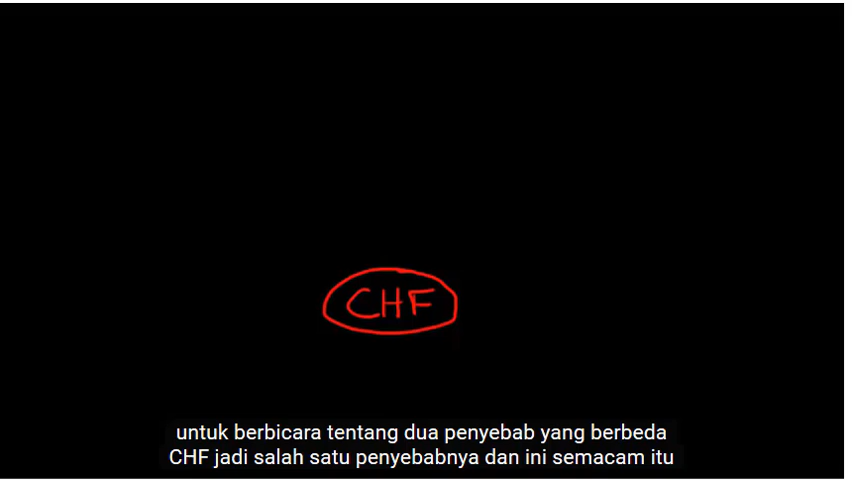 CHF
untuk berbicara tentang dua penyebab yang berbeda
CHF jadi salah satu penyebabnya dan ini semacam itu